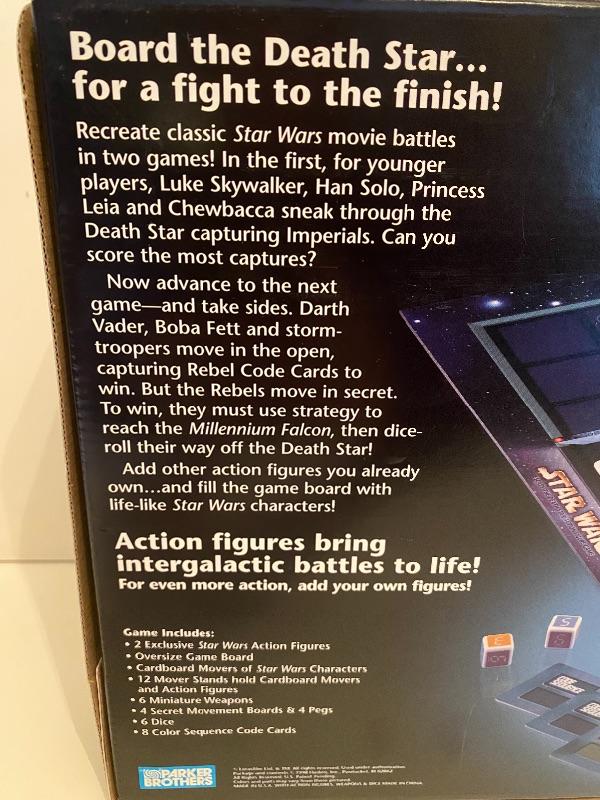 Board the Death Star...
for a fight to the finish!
Recreate classic Star Wars movie battles
in two games! In the first, for younger
players, Luke Skywalker, Han Solo, Princess
Leia and Chewbacca sneak through the
Death Star capturing Imperials. Can you
score the most captures?
Now advance to the next
game—and take sides. Darth
Vader, Boba Fett and storm-
troopers move in the open,
capturing Rebel Code Cards to
win. But the Rebels move in secret.
To win, they must use strategy to
reach the Millennium Falcon, then dice-
roll their way off the Death Star!
Add other action figures you already
own...and fill the game board with
life-like Star Wars characters!
Action figures bring
intergalactic battles to life!
For even more action, add your own figures!
STAR WAR
Game Includes:
• 2 Exclusive Star Wars Action Figures
• Oversize Game Board
• Cardboard Movers of Star Wars Characters
• 12 Mover Stands hold Cardboard Movers
and Action Figures
• 6 Miniature Weapons
• 4 Secret Movement Boards & 4 Pegs
• 6 Dice
• 8 Color Sequence Code Cards
PARKER
BROTHERS